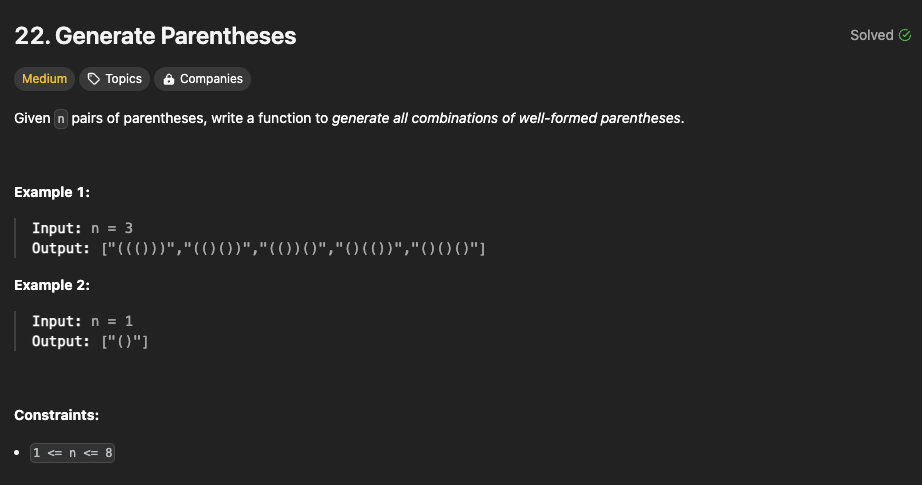 22. Generate Parentheses
Solved
Medium
Topics
Companies
Given n pairs of parentheses, write a function to generate all combinations of well-formed parentheses.
Example 1:
Input: n = 3
Output: ["((()))","(()())","(())()","()(())","()()()"]
Example 2:
Input: n = 1
Output: ["()"]
Constraints:
• 1 <= n <= 8